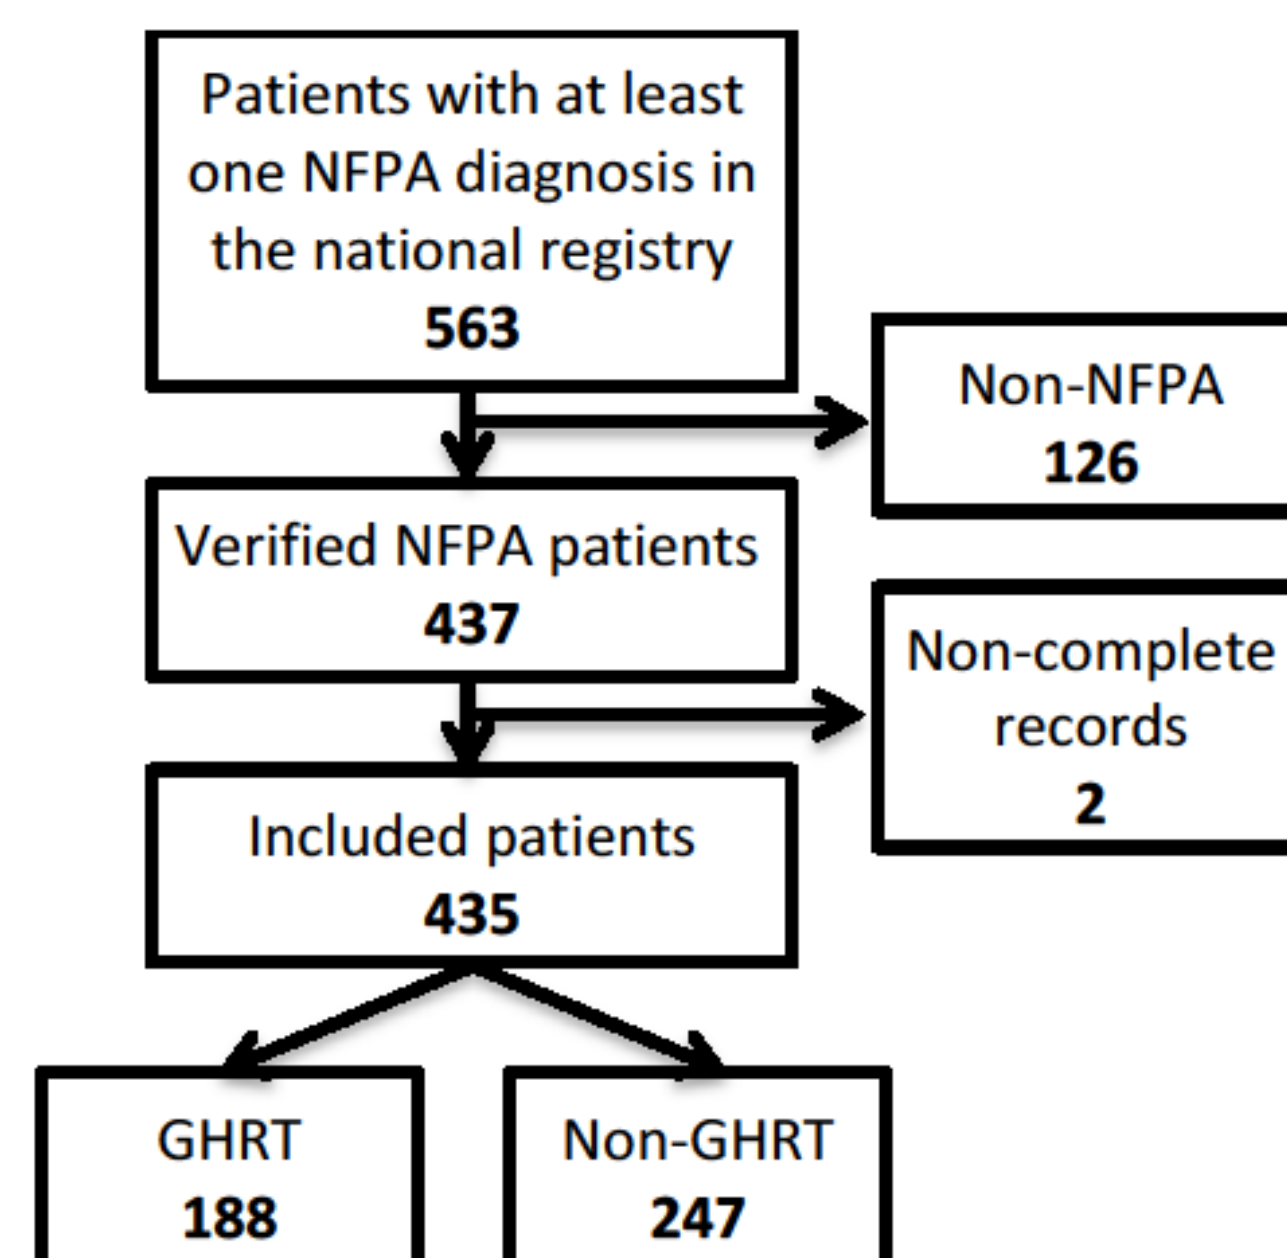 Patients with at least
one NFPA diagnosis in
the national registry
563
Non-NFPA
126
Verified NFPA patients
437
Non-complete
records
2
Included patients
435
GHRT
188
Non-GHRT
247